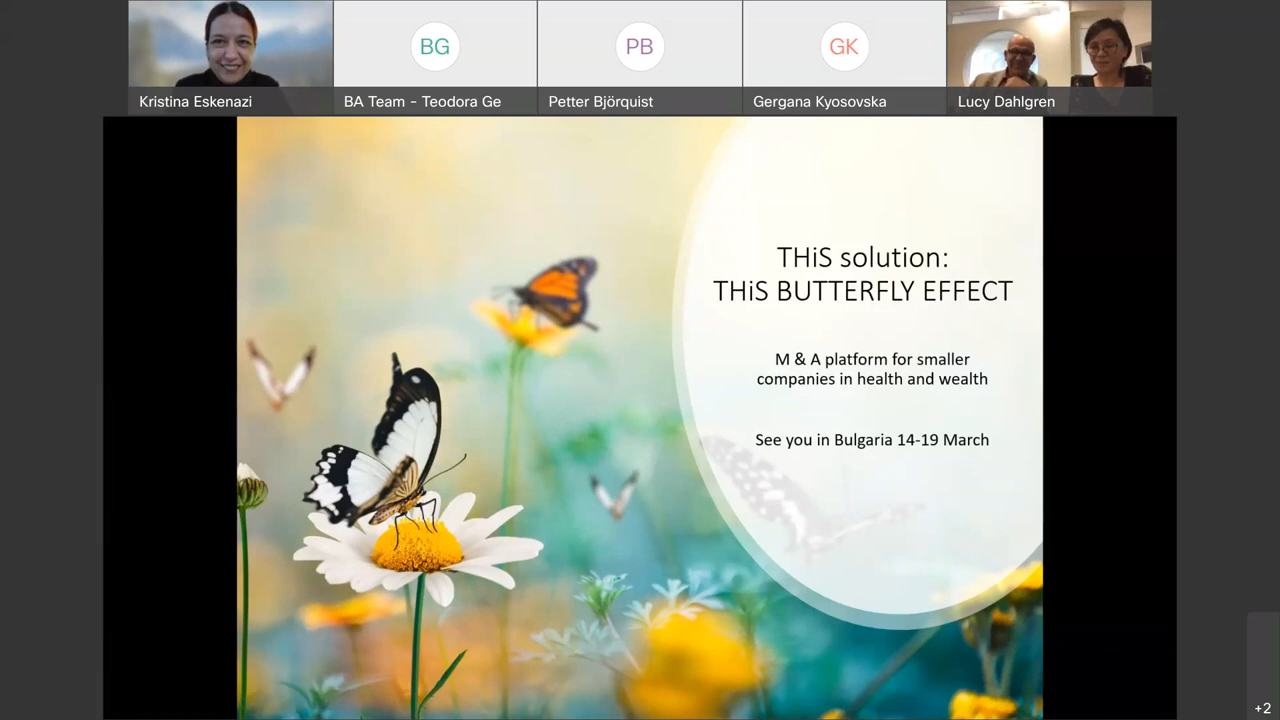 BG
PB
GK
Kristina Eskenazi
BA Team - Teodora Ge
Petter Björquist
Gergana Kyosovska
Lucy Dahlgren
THiS solution:
THiS BUTTERFLY EFFECT
M & A platform for smaller
companies in health and wealth
See you in Bulgaria 14-19 March
+2